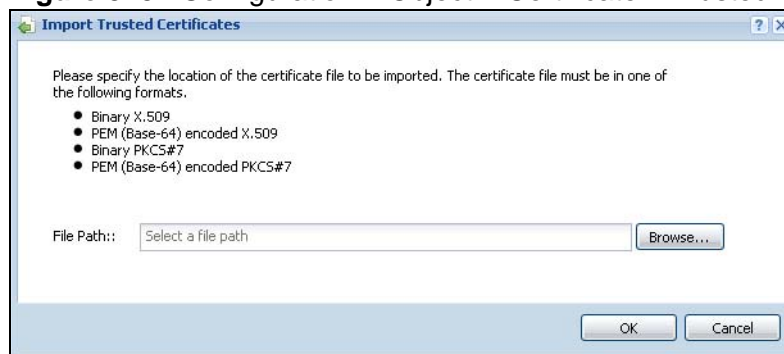 Import Trusted Certificates
Please specify the location of the certificate file to be imported. The certificate file must be in one of
the following formats.
● Binary X.509
● PEM (Base-64) encoded X.509
● Binary PKCS#7
● PEM (Base-64) encoded PKCS#7
File Path:: Select a file path Browse...
OK Cancel